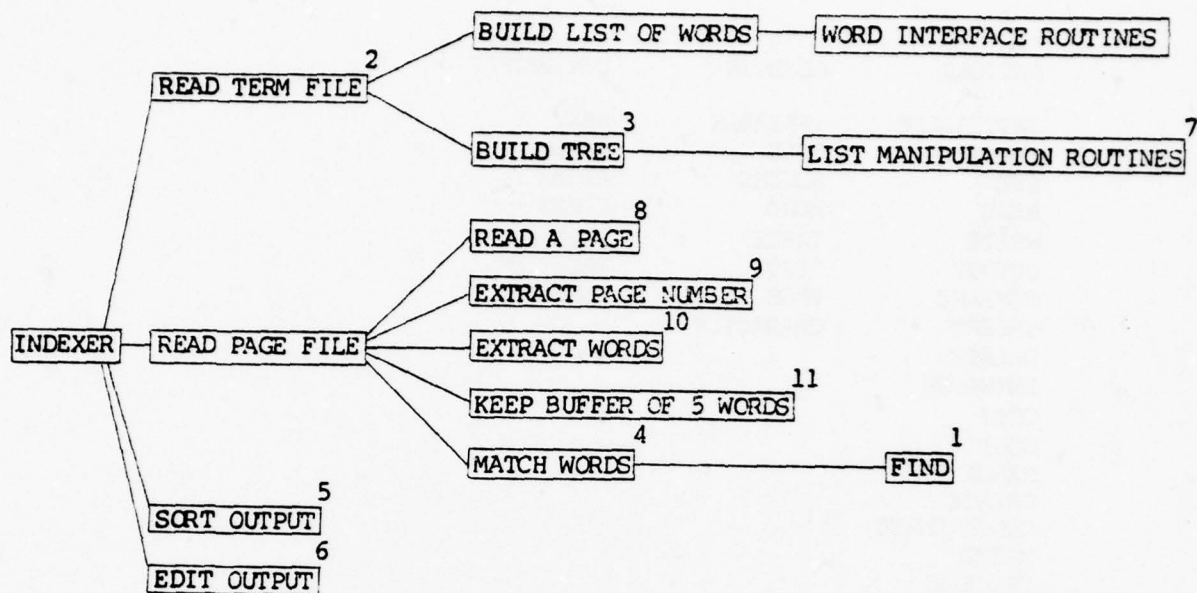 BUILD LIST OF WORDS WORD INTERFACE ROUTINES
2
READ TERM FILE
3 7
BUILD TREE LIST MANIPULATION ROUTINES
8
READ A PAGE
9
EXTRACT PAGE NUMBER
10
INDEXER READ PAGE FILE EXTRACT WORDS
11
KEEP BUFFER OF 5 WORDS
4 1
MATCH WORDS FIND
5
SORT OUTPUT
6
EDIT OUTPUT